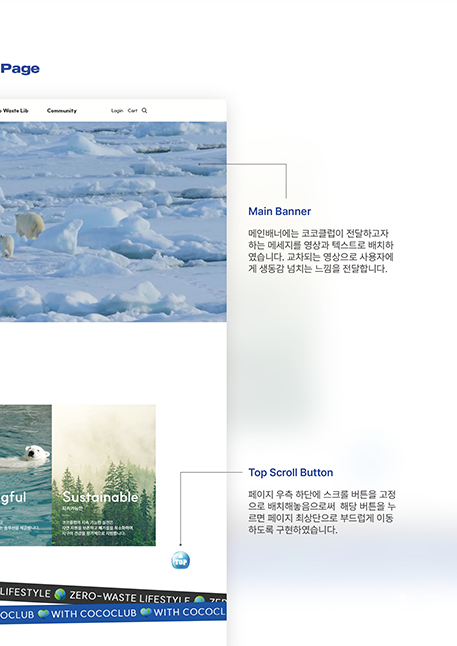 Page
Waste Lib Community Login Cart
Main Banner
메인배너에는 코코클럽이 전달하고자
하는 메세지를 영상과 텍스트로 배치하
였습니다. 교차되는 영상으로 사용자에
게 생동감 넘치는 느낌을 전달합니다.
gful
Sustainable
지속가능한
Top Scroll Button
페이지 우측 하단에 스크롤 버튼을 고정
으로 배치해놓음으로써 해당 버튼을 누
르면 페이지 최상단으로 부드럽게 이동
하도록 구현하였습니다.
TOP
LIFESTYLE ZERO-WASTE LIFESTYLE ZER
OCLUB WITH COCOCLUB WITH COCOCL